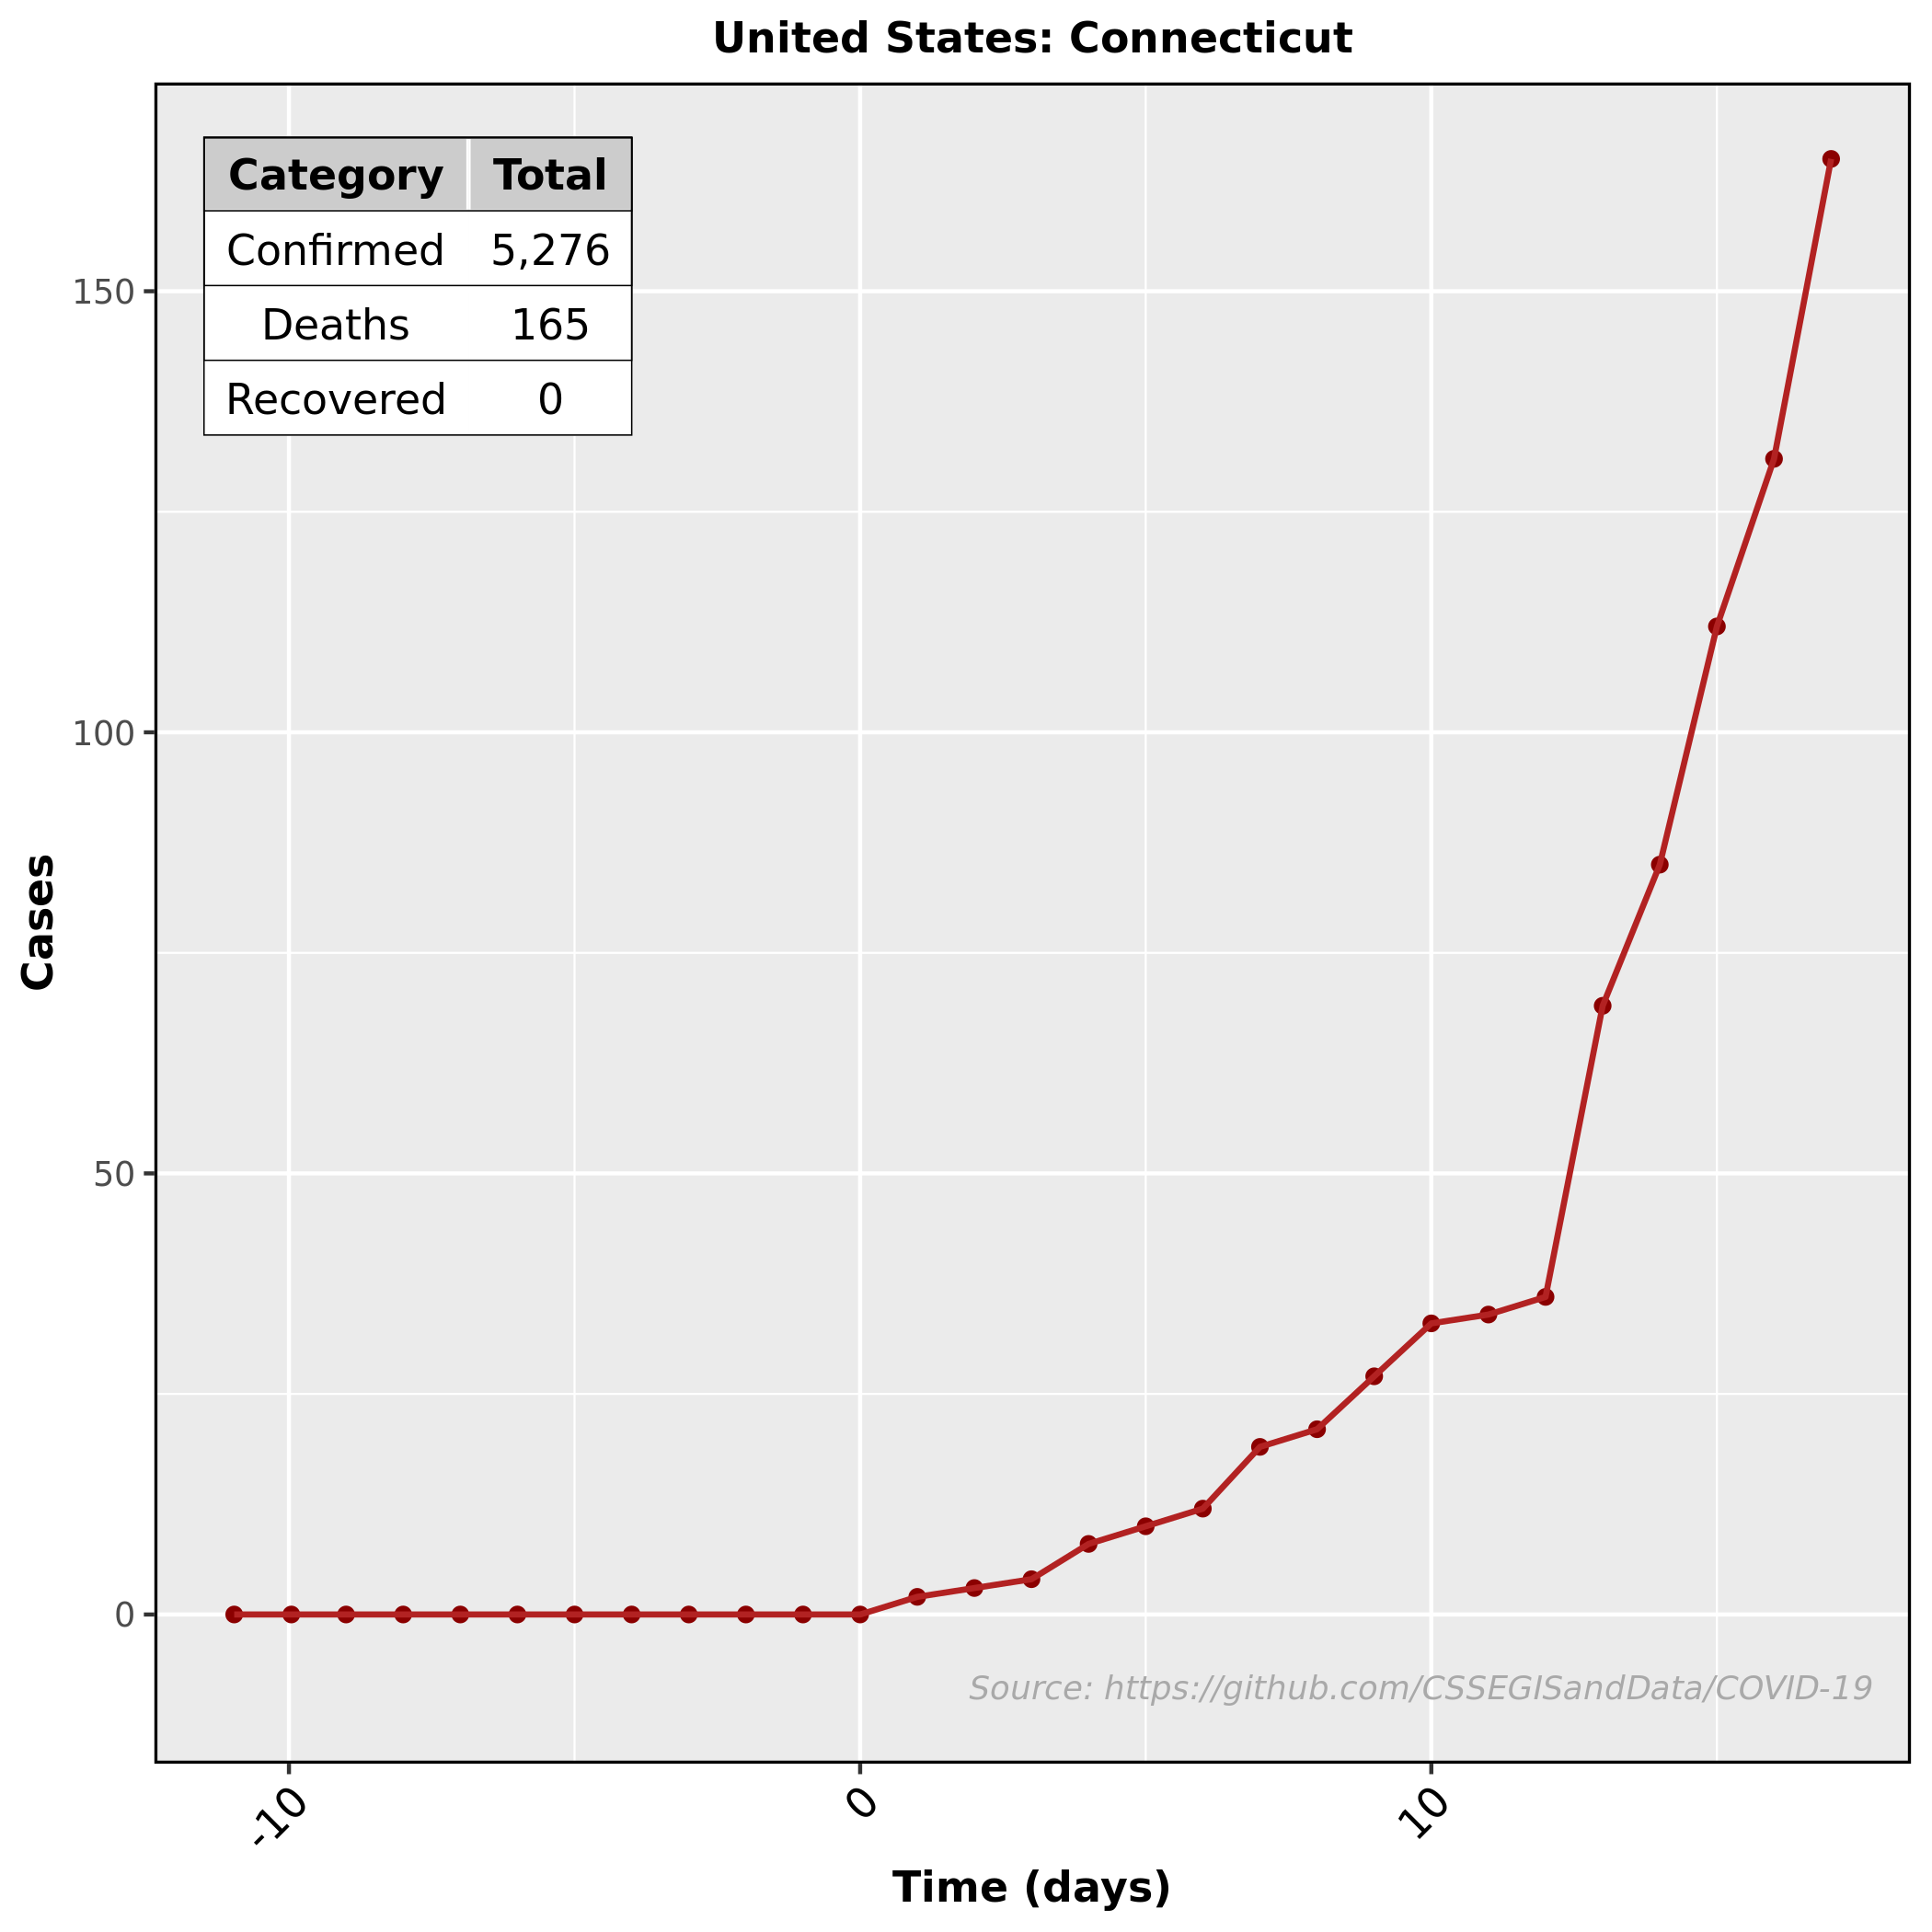 United States: Connecticut
Category Total
Confirmed 5,276
Deaths 165
Recovered 0
150
100
50
0
Cases
Source: https://github.com/CSSEGISandData/COVID-19
-10 0 10
Time (days)